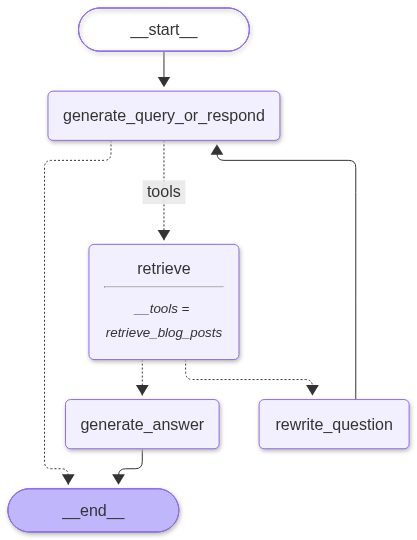 __start__
generate_query_or_respond
tools
retrieve
__tools =
retrieve_blog_posts
generate_answer
rewrite_question
__end__